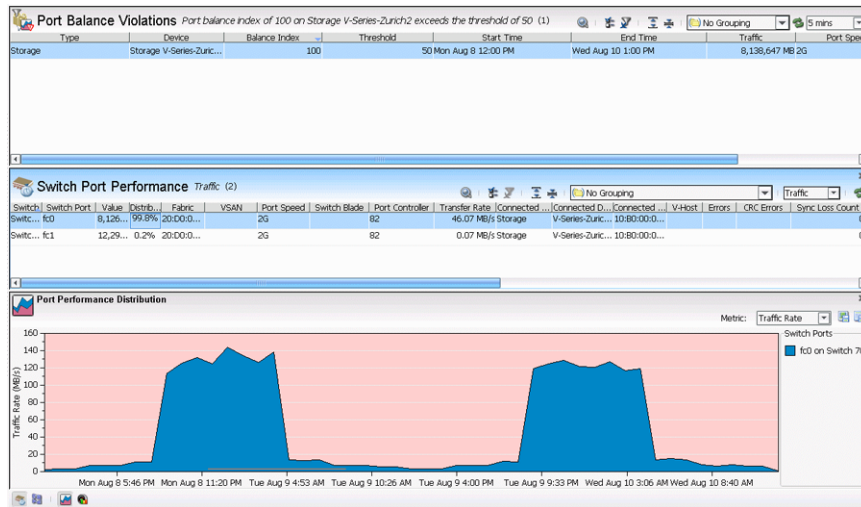 Port Balance Violations Port balance index of 100 on Storage V-Series-Zurich2 exceeds the threshold of 50 (1) No Grouping 5 mins
Type Device Balance Index Threshold Start Time End Time Traffic Port Spe
Storage Storage V-Series-Zuric... 100 50 Mon Aug 8 12:00 PM Wed Aug 10 1:00 PM 8,138,647 MB 2G
Switch Port Performance Traffic (2) No Grouping Traffic
Switch Switch Port Value Distrib... Fabric VSAN Port Speed Switch Blade Port Controller Transfer Rate Connected ... Connected D... Connected ... V-Host Errors CRC Errors Sync Loss Count
Switc... fc0 8,126... 99.8% 20:D0:0... 2G 82 46.07 MB/s Storage V-Series-Zuric... 10:B0:00:0...
Switc... fc1 12,29... 0.2% 20:D0:0... 2G 82 0.07 MB/s Storage V-Series-Zuric... 10:B0:00:0...
Port Performance Distribution
Metric: Traffic Rate
Switch Ports
fc0 on Switch 70
Traffic Rate (MB/s)
160
140
120
100
80
60
40
20
0
Mon Aug 8 5:46 PM Mon Aug 8 11:20 PM Tue Aug 9 4:53 AM Tue Aug 9 10:26 AM Tue Aug 9 4:00 PM Tue Aug 9 9:33 PM Wed Aug 10 3:06 AM Wed Aug 10 8:40 AM